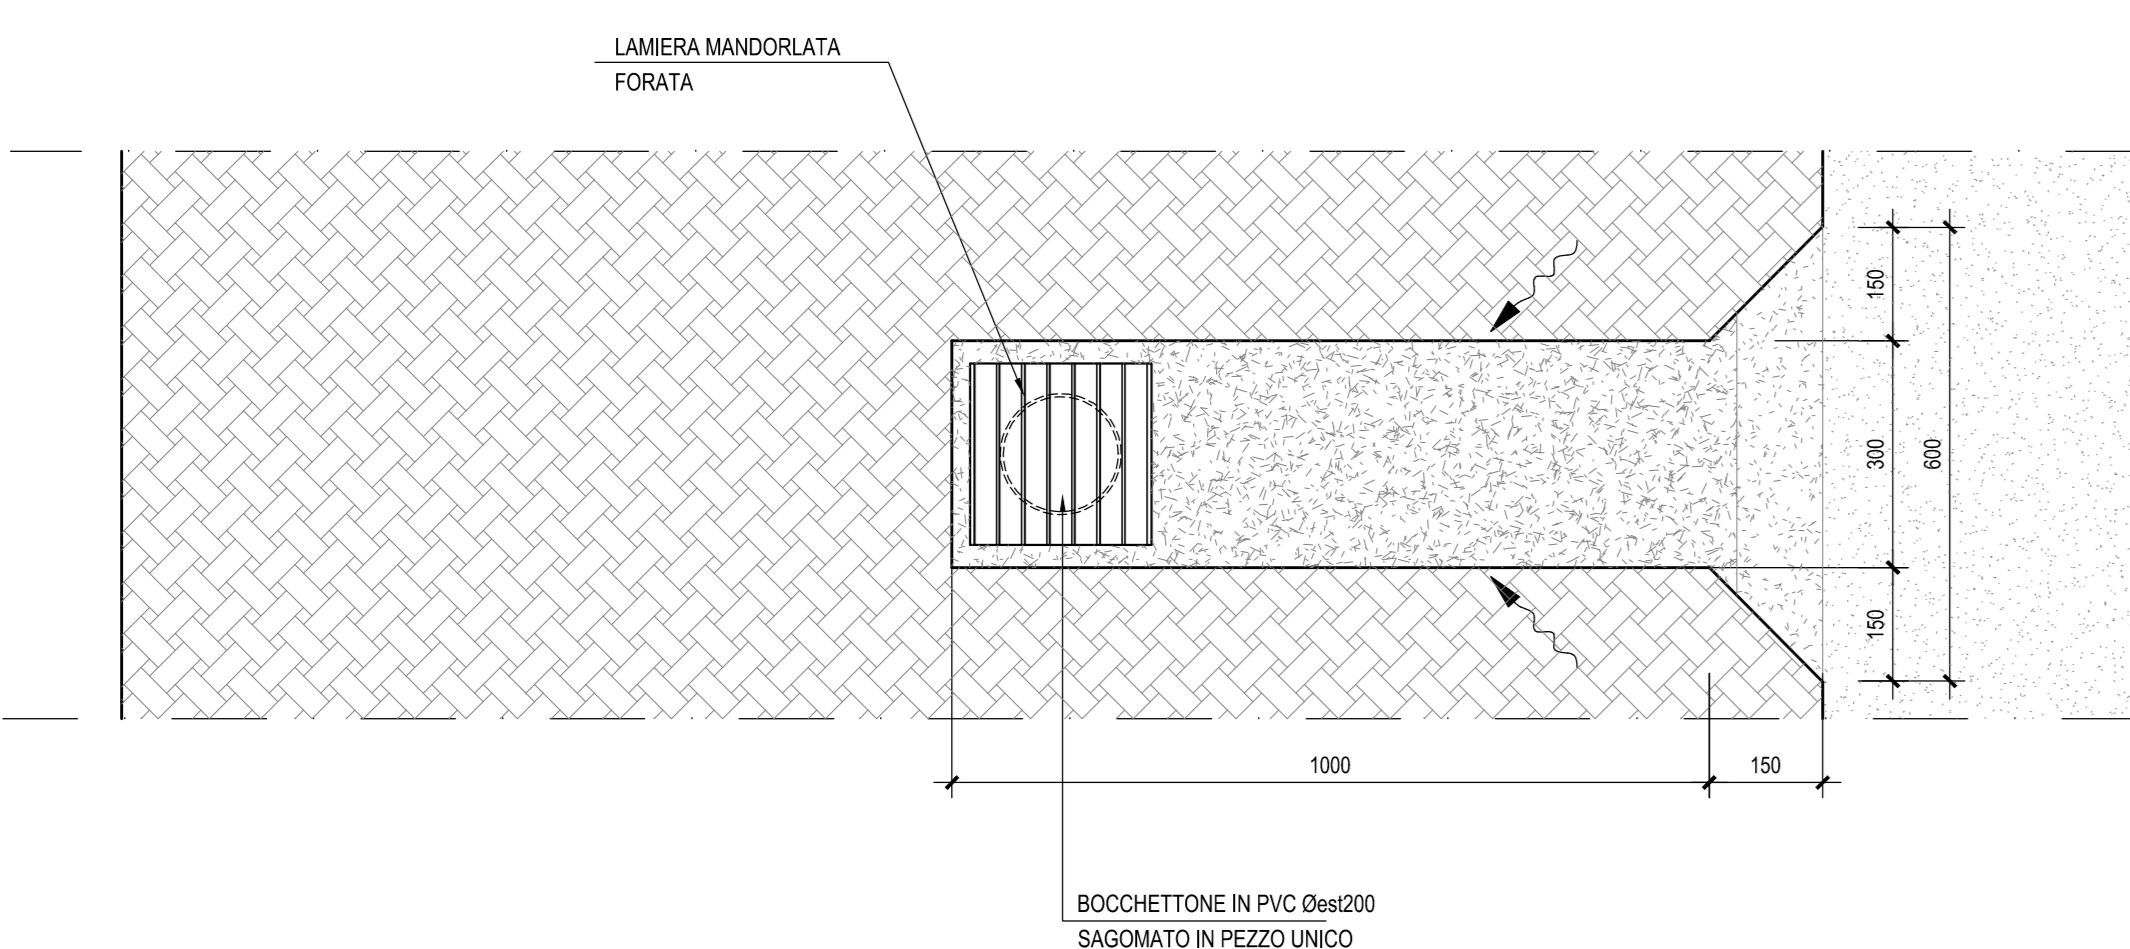 LAMIERA MANDORLATA
FORATA
150
300
600
150
1000
150
BOCCHETTONE IN PVC Øest200
SAGOMATO IN PEZZO UNICO